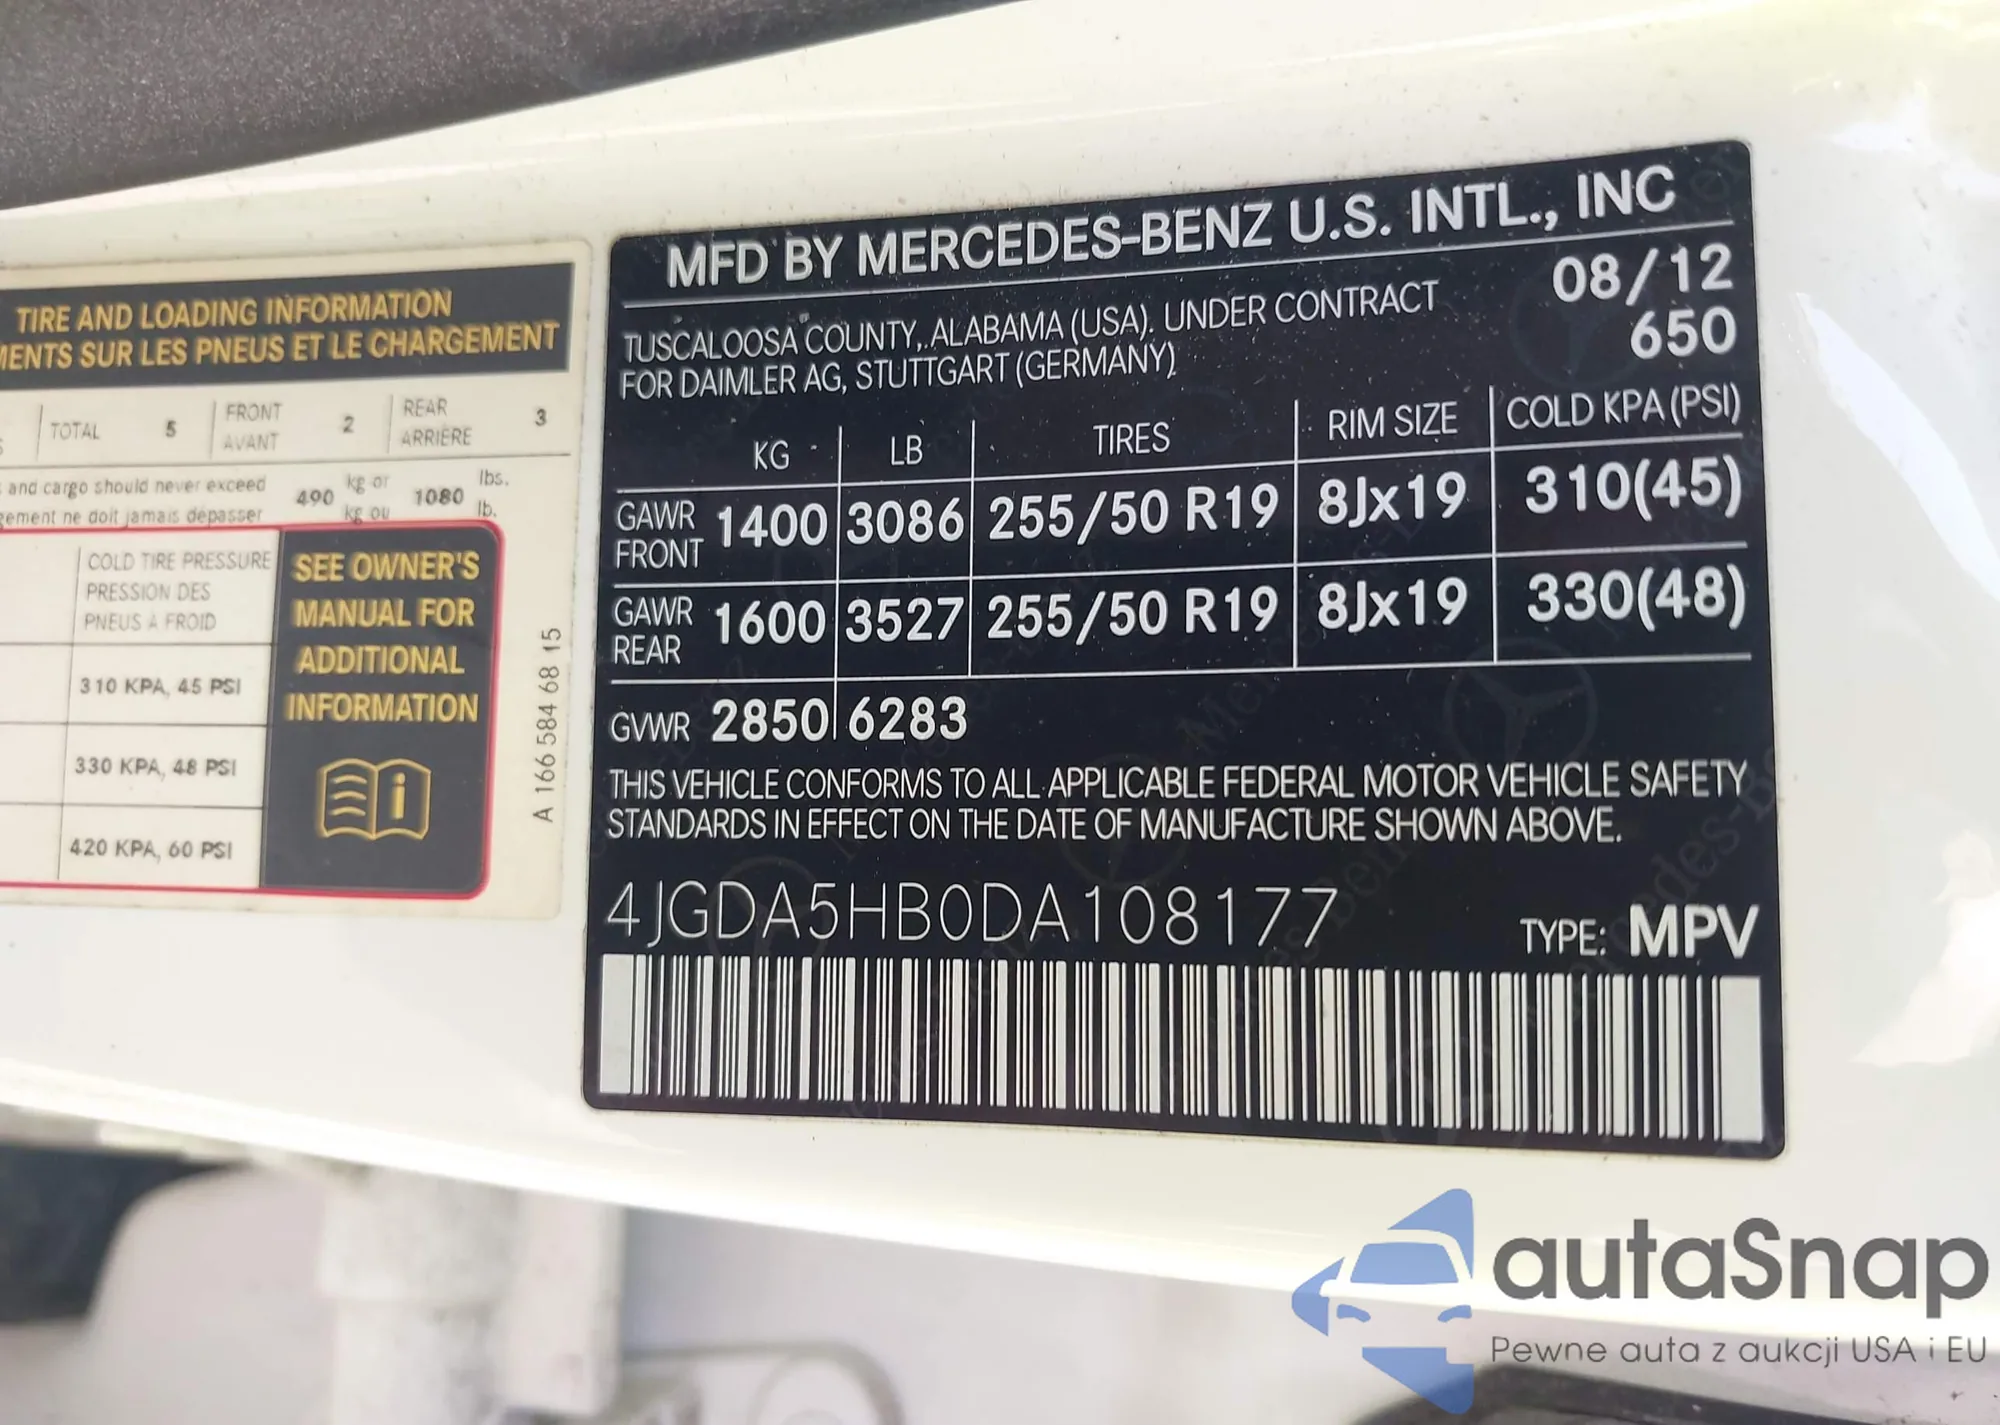 TIRE AND LOADING INFORMATION
MENTS SUR LES PNEUS ET LE CHARGEMENT
TOTAL 5 FRONT AVANT 2 REAR ARRIÈRE 3
and cargo should never exceed 490 kg or 1080 lbs.
gement ne doit jamais dépasser kg ou lb.
COLD TIRE PRESSURE
PRESSION DES
PNEUS À FROID
310 KPA, 45 PSI
330 KPA, 48 PSI
420 KPA, 60 PSI
SEE OWNER'S
MANUAL FOR
ADDITIONAL
INFORMATION
A 166 584 68 15
MFD BY MERCEDES-BENZ U.S. INTL., INC
08/12
650
TUSCALOOSA COUNTY, ALABAMA (USA). UNDER CONTRACT
FOR DAIMLER AG, STUTTGART (GERMANY)
KG LB TIRES RIM SIZE COLD KPA (PSI)
GAWR FRONT 1400 3086 255/50 R19 8Jx19 310(45)
GAWR REAR 1600 3527 255/50 R19 8Jx19 330(48)
GVWR 2850 6283
THIS VEHICLE CONFORMS TO ALL APPLICABLE FEDERAL MOTOR VEHICLE SAFETY
STANDARDS IN EFFECT ON THE DATE OF MANUFACTURE SHOWN ABOVE.
4JGDA5HB0DA108177 TYPE: MPV
autaSnap
Pewne auta z aukcji USA i EU